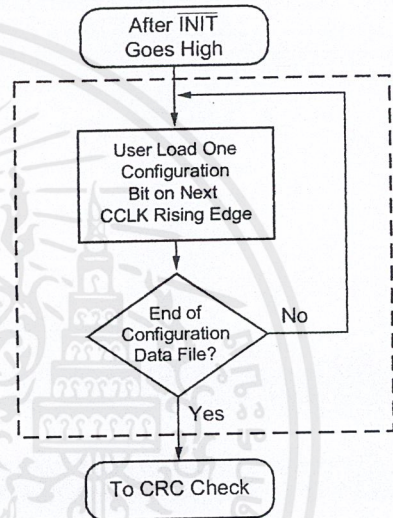 After I̅N̅I̅T̅
Goes High
User Load One
Configuration
Bit on Next
CCLK Rising Edge
End of
Configuration
Data File?
No
Yes
To CRC Check